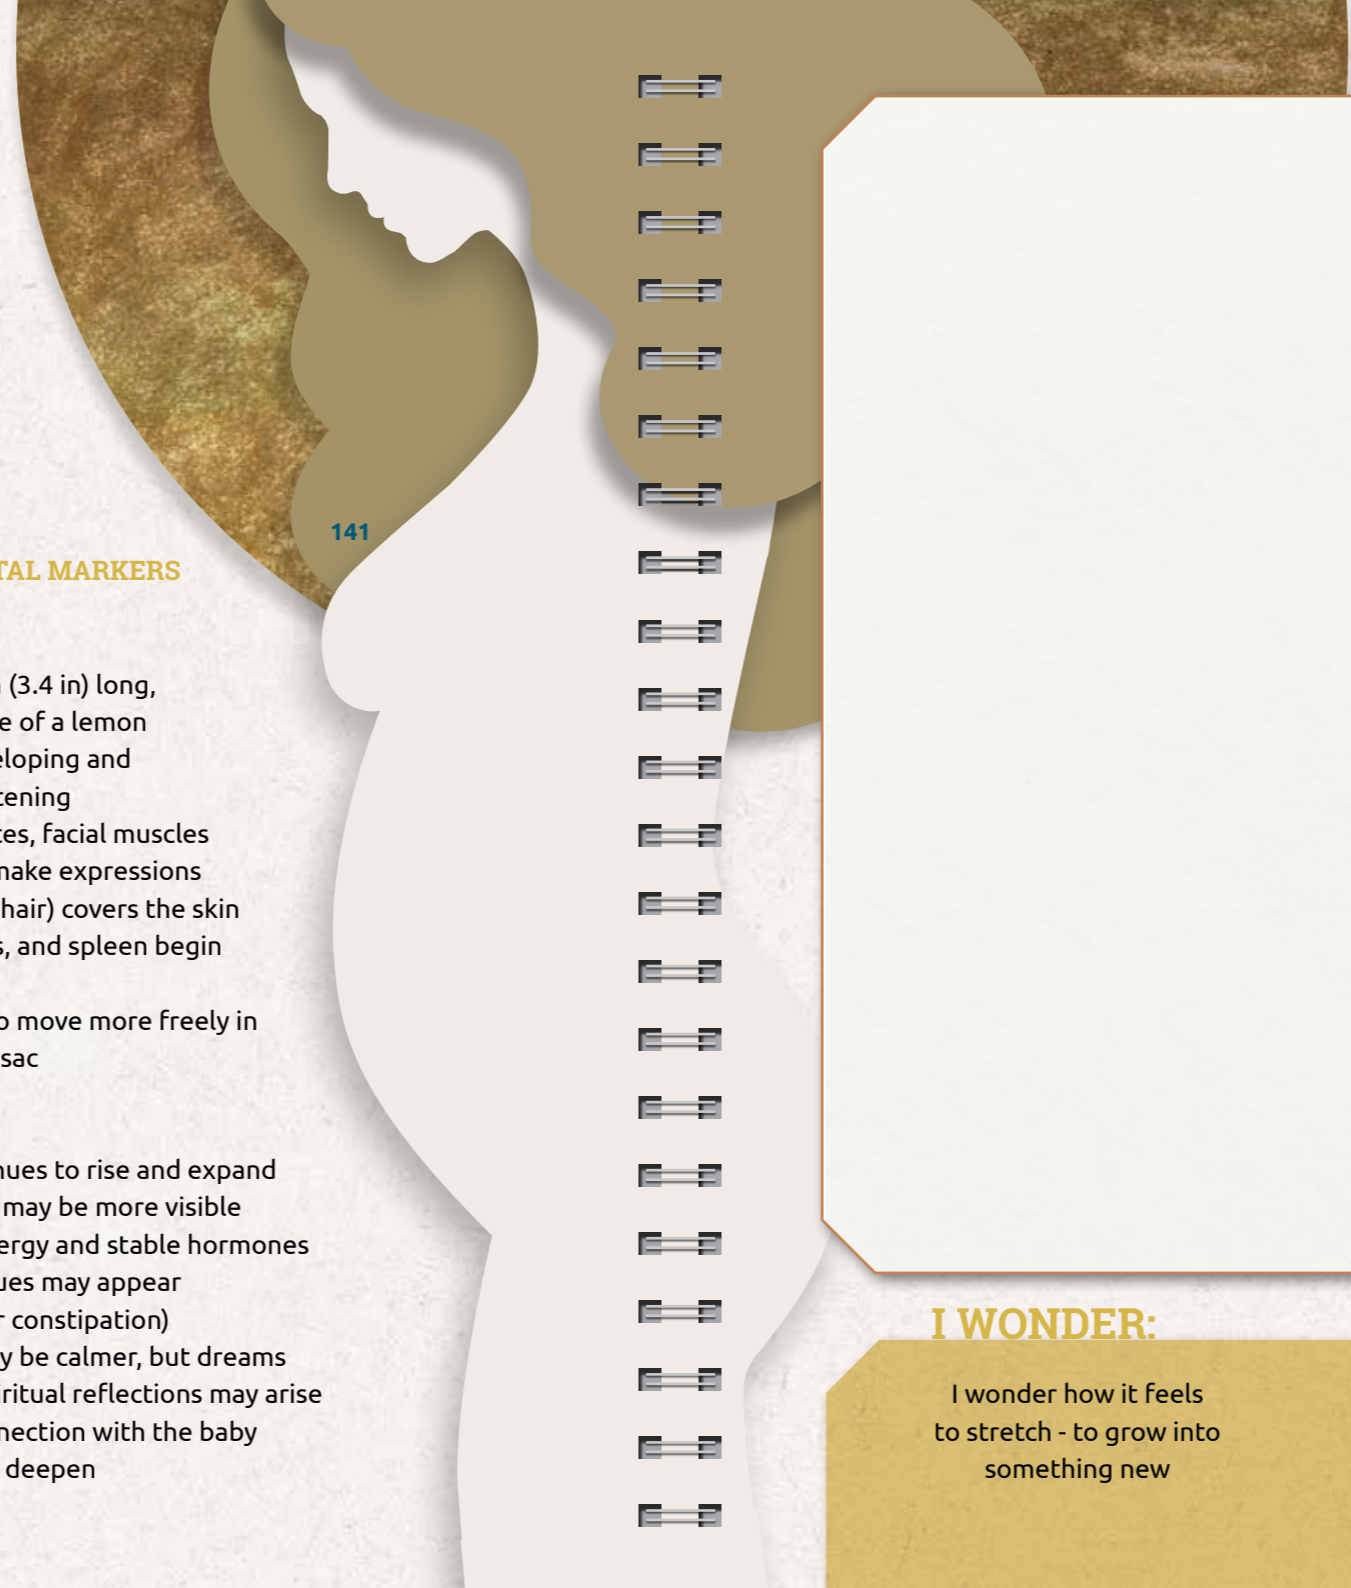 141
TAL MARKERS
(3.4 in) long,
e of a lemon
eloping and
tening
tes, facial muscles
make expressions
hair) covers the skin
s, and spleen begin
o move more freely in
sac
nues to rise and expand
may be more visible
ergy and stable hormones
ues may appear
r constipation)
y be calmer, but dreams
iritual reflections may arise
nection with the baby
deepen
I WONDER:
I wonder how it feels
to stretch - to grow into
something new